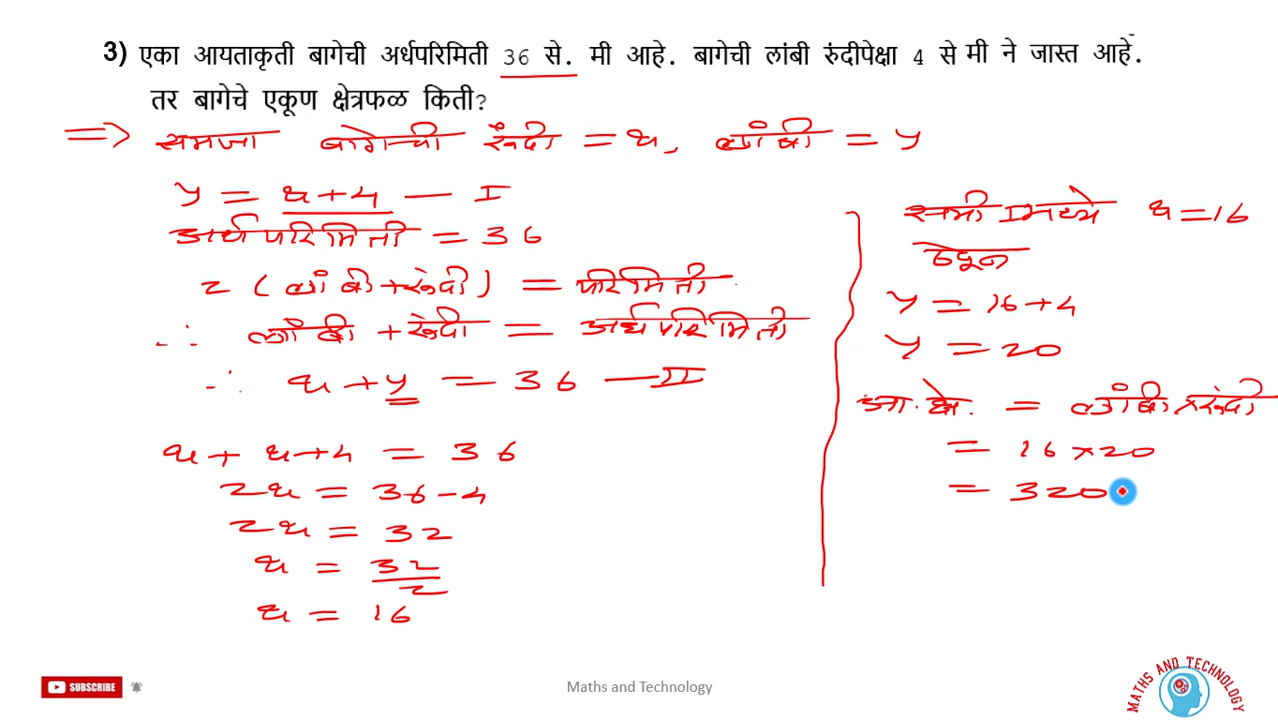 3) एका आयताकृती बागेची अर्धपरिमिती 36 से. मी आहे. बागेची लांबी रुंदीपेक्षा 4 से मी ने जास्त आहे.
तर बागेचे एकूण क्षेत्रफळ किती?
=> समजा बागेची रुंदी = x, लांबी = y
y = x + 4 — I
अर्धपरिमिती = 36
2 (लांबी + रुंदी) = परिमिती
∴ लांबी + रुंदी = अर्धपरिमिती
∴ x + y = 36 — II
x + x + 4 = 36
2x = 36 - 4
2x = 32
x = 32/2
x = 16
समी I मध्ये x = 16
ठेवून
y = 16 + 4
y = 20
आ. क्षे. = लांबी × रुंदी
= 16 × 20
= 320
SUBSCRIBE
Maths and Technology
MATHS AND TECHNOLOGY